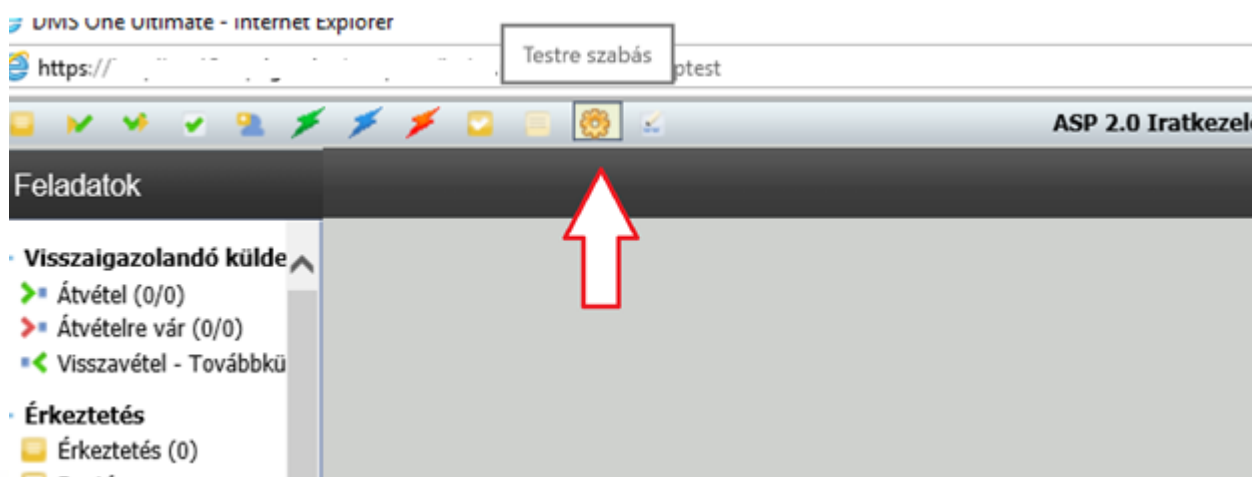 DMS One Ultimate - Internet Explorer
Testre szabás
https:// ptest
ASP 2.0 Iratkezel
Feladatok
Visszaigazolandó külde
Átvétel (0/0)
Átvételre vár (0/0)
Visszavétel - Továbbkü
Érkeztetés
Érkeztetés (0)